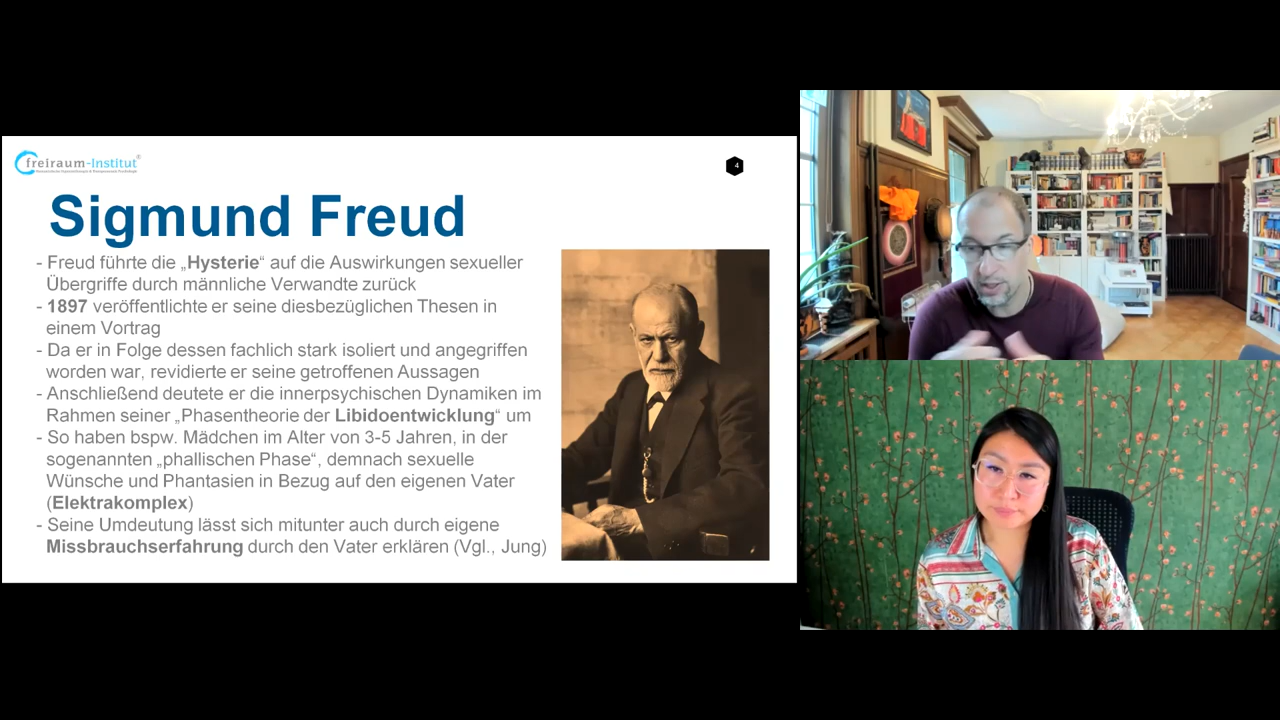 freiraum-Institut
4
Sigmund Freud
- Freud führte die „Hysterie“ auf die Auswirkungen sexueller
Übergriffe durch männliche Verwandte zurück
- 1897 veröffentlichte er seine diesbezüglichen Thesen in
einem Vortrag
- Da er in Folge dessen fachlich stark isoliert und angegriffen
worden war, revidierte er seine getroffenen Aussagen
- Anschließend deutete er die innerpsychischen Dynamiken im
Rahmen seiner „Phasentheorie der Libidoentwicklung“ um
- So haben bspw. Mädchen im Alter von 3-5 Jahren, in der
sogenannten „phallischen Phase“, demnach sexuelle
Wünsche und Phantasien in Bezug auf den eigenen Vater
(Elektrakomplex)
- Seine Umdeutung lässt sich mitunter auch durch eigene
Missbrauchserfahrung durch den Vater erklären (Vgl., Jung)